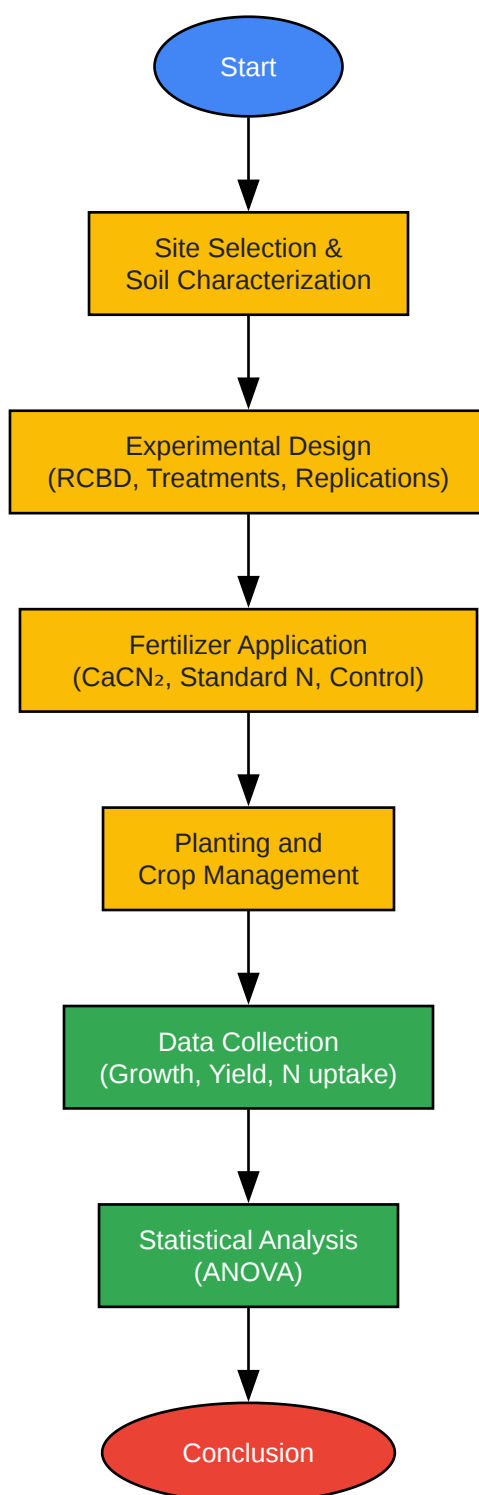 Start
Site Selection &
Soil Characterization
Experimental Design
(RCBD, Treatments, Replications)
Fertilizer Application
(CaCN₂, Standard N, Control)
Planting and
Crop Management
Data Collection
(Growth, Yield, N uptake)
Statistical Analysis
(ANOVA)
Conclusion